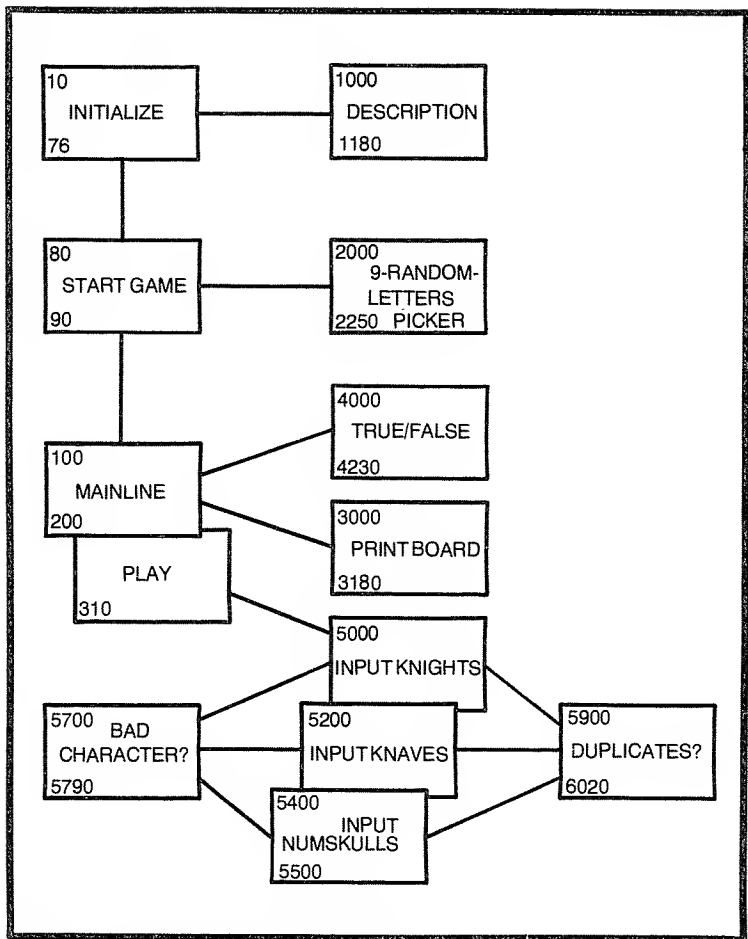 10
INITIALIZE
76
1000
DESCRIPTION
1180
80
START GAME
90
2000
9-RANDOM-
LETTERS
PICKER
2250
100
MAINLINE
200
4000
TRUE/FALSE
4230
3000
PRINT BOARD
3180
PLAY
310
5000
INPUT KNIGHTS
5700
BAD
CHARACTER?
5790
5200
INPUT KNAVES
5900
DUPLICATES?
6020
5400
INPUT
NUMSKULLS
5500